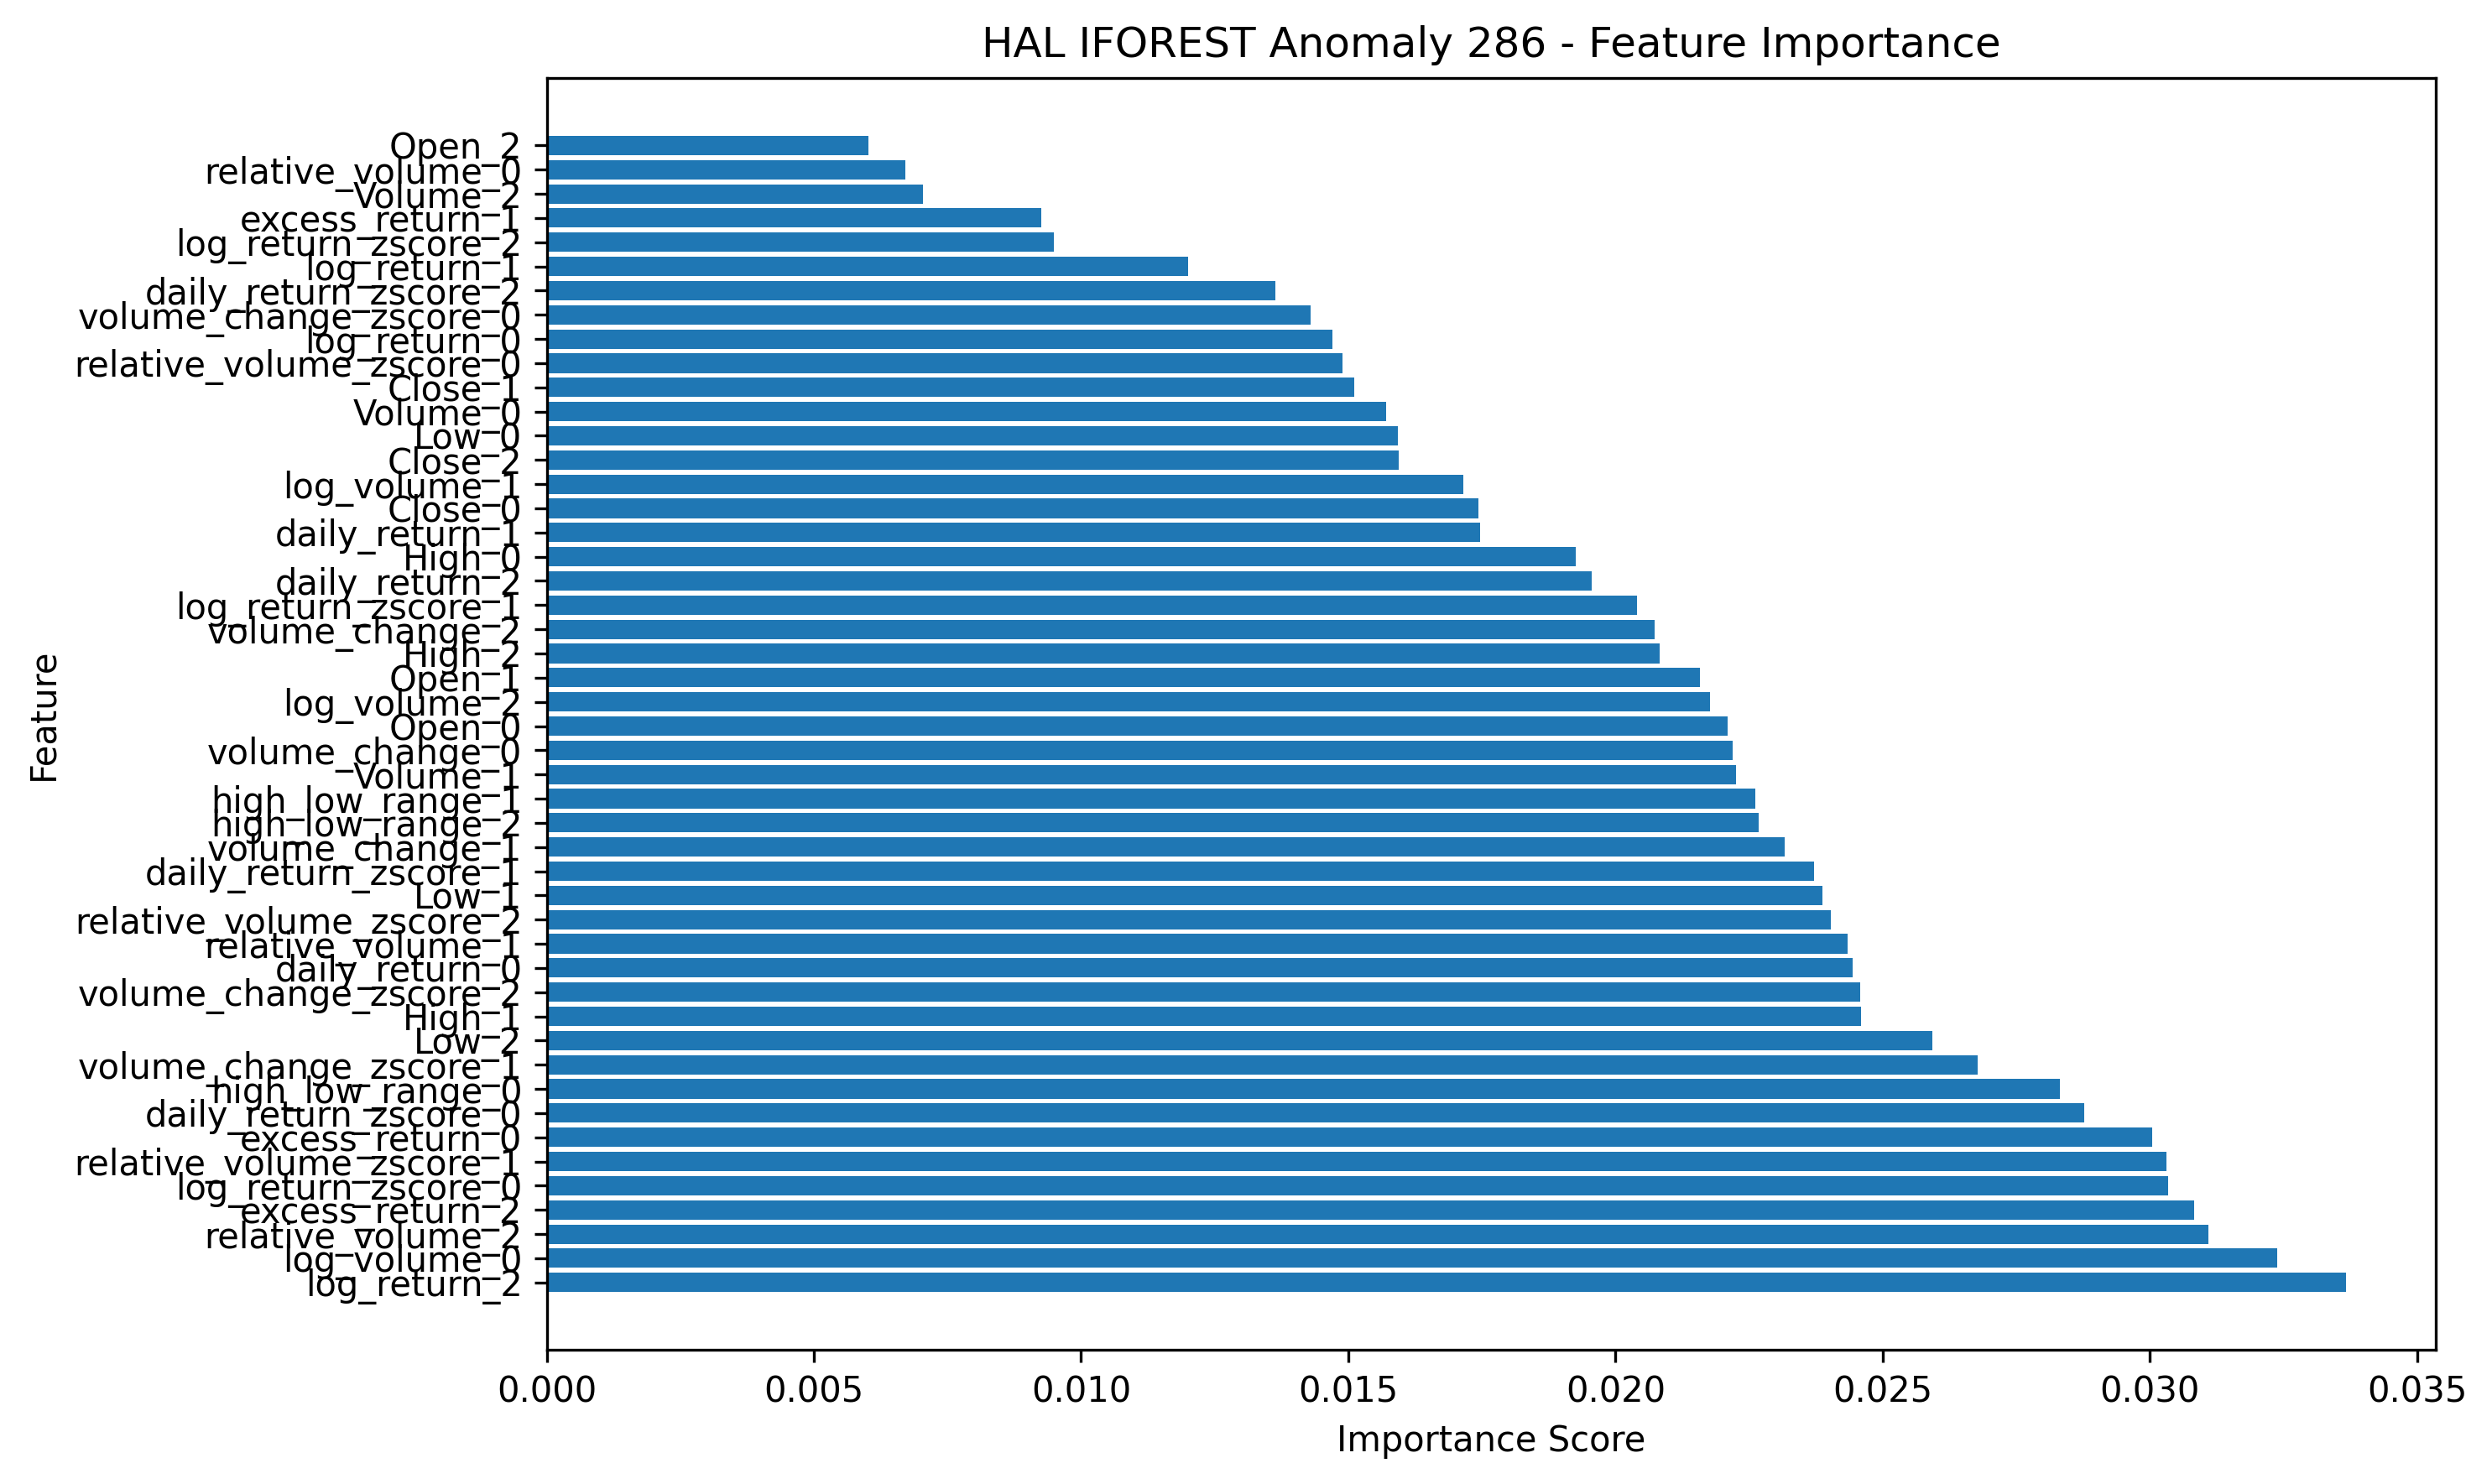 HAL IFOREST Anomaly 286 - Feature Importance
Open_2
relative_volume_0
Volume_2
excess_return_1
log_return_zscore_2
log_return_1
daily_return_zscore_2
volume_change_zscore_0
log_return_0
relative_volume_zscore_0
Close_1
Volume_0
Low_0
Close_2
log_volume_1
Close_0
daily_return_1
High_0
daily_return_2
log_return_zscore_1
volume_change_2
High_2
Open_1
log_volume_2
Open_0
volume_change_0
Volume_1
high_low_range_1
high_low_range_2
volume_change_1
daily_return_zscore_1
Low_1
relative_volume_zscore_2
relative_volume_1
daily_return_0
volume_change_zscore_2
High_1
Low_2
volume_change_zscore_1
high_low_range_0
daily_return_zscore_0
excess_return_0
relative_volume_zscore_1
log_return_zscore_0
excess_return_2
relative_volume_2
log_volume_0
log_return_2
Feature
0.000 0.005 0.010 0.015 0.020 0.025 0.030 0.035
Importance Score